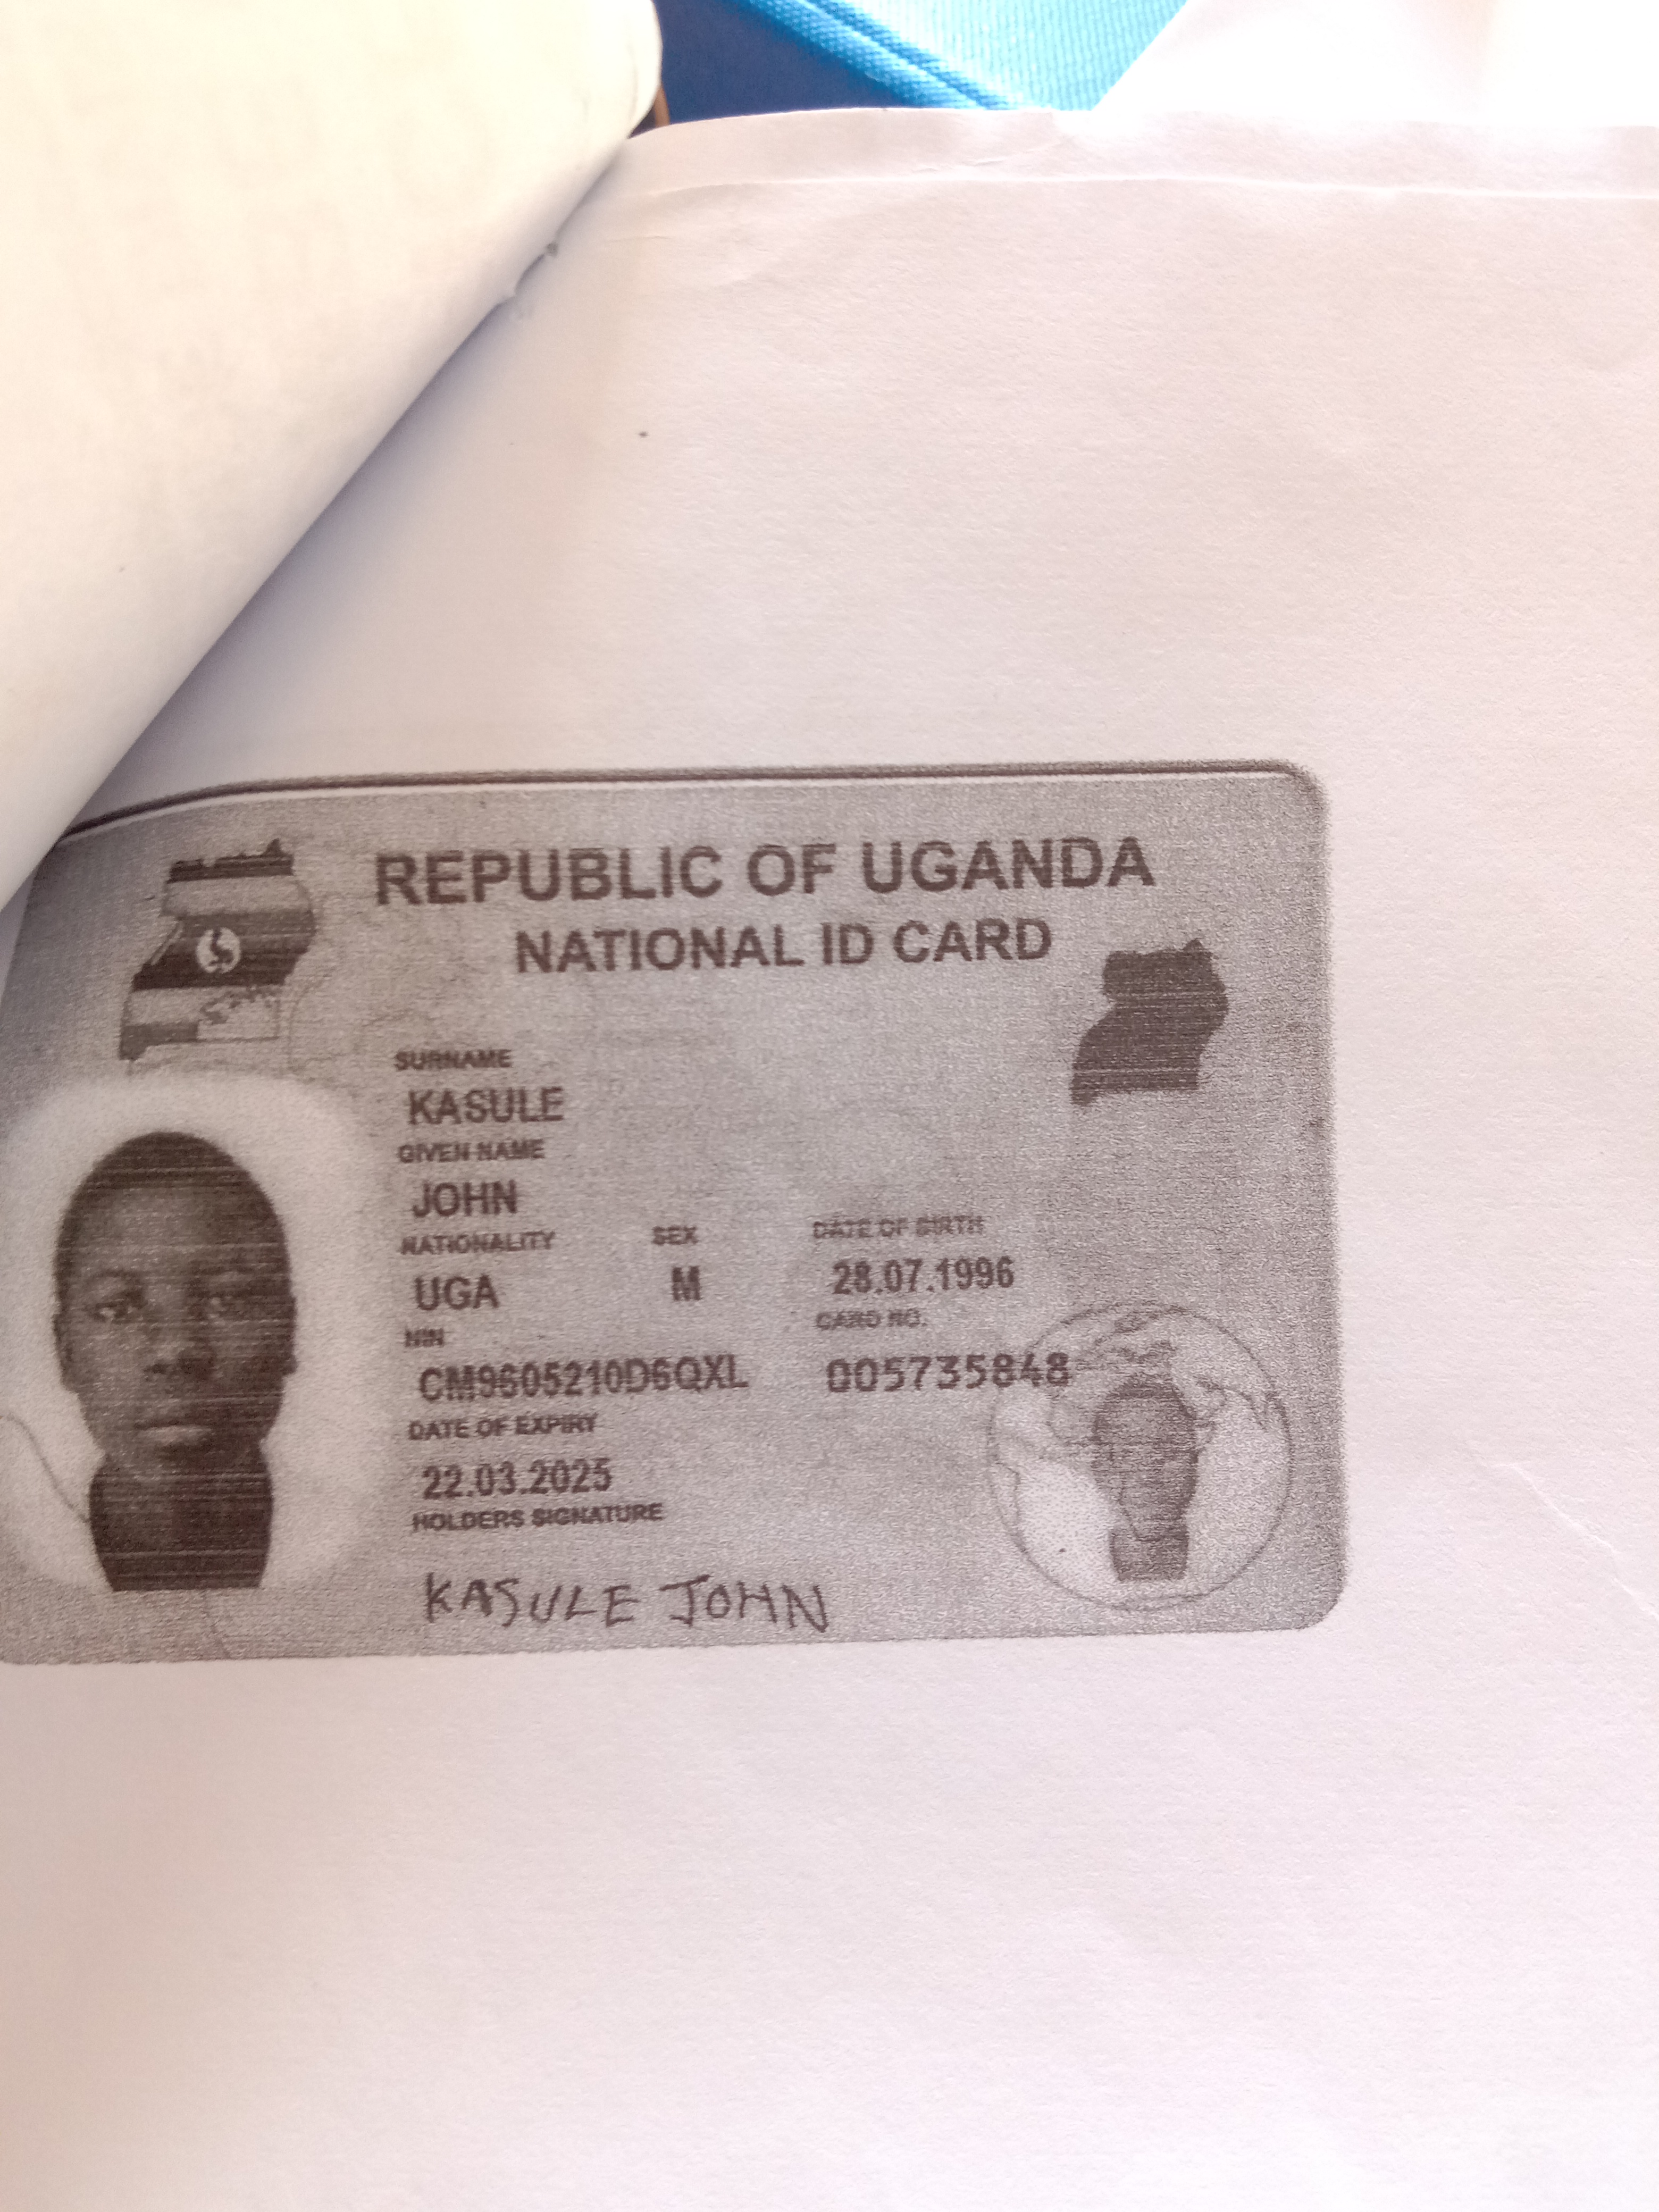 REPUBLIC OF UGANDA
NATIONAL ID CARD
SURNAME
KASULE
GIVEN NAME
JOHN
NATIONALITY SEX DATE OF BIRTH
UGA M 28.07.1996
NIN CARD NO.
CM9605210D6QXL 005735848
DATE OF EXPIRY
22.03.2025
HOLDERS SIGNATURE
KASULE JOHN